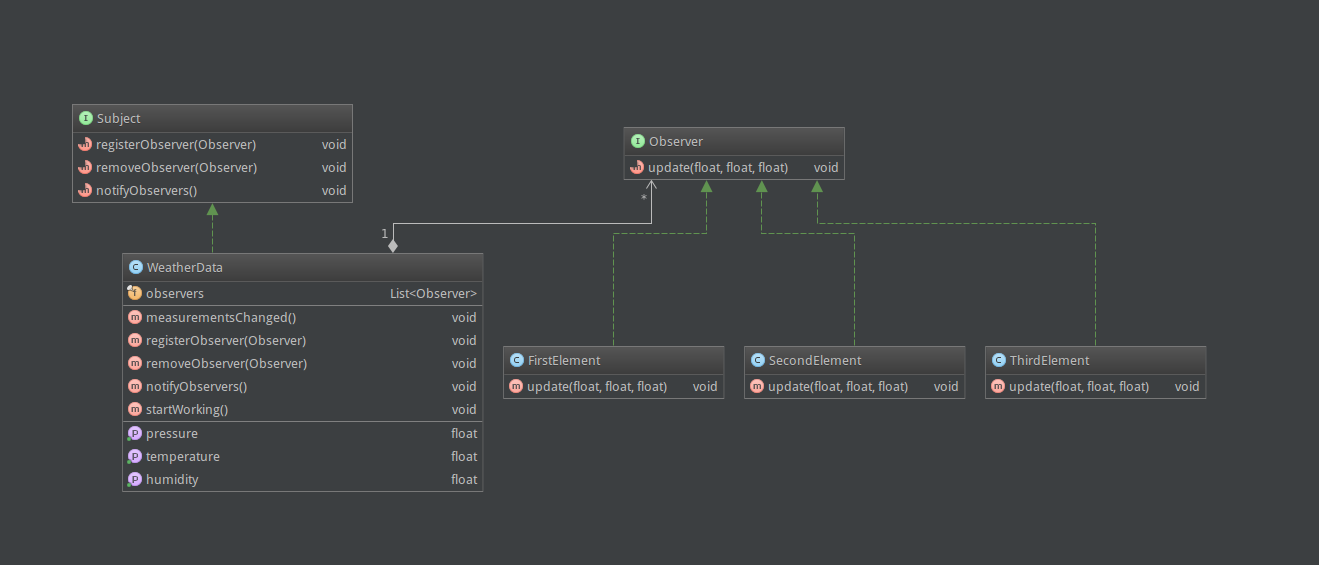 Subject
registerObserver(Observer) void
removeObserver(Observer) void
notifyObservers() void
Observer
update(float, float, float) void
*
1
WeatherData
observers List<Observer>
measurementsChanged() void
registerObserver(Observer) void
removeObserver(Observer) void
notifyObservers() void
startWorking() void
pressure float
temperature float
humidity float
FirstElement
update(float, float, float) void
SecondElement
update(float, float, float) void
ThirdElement
update(float, float, float) void